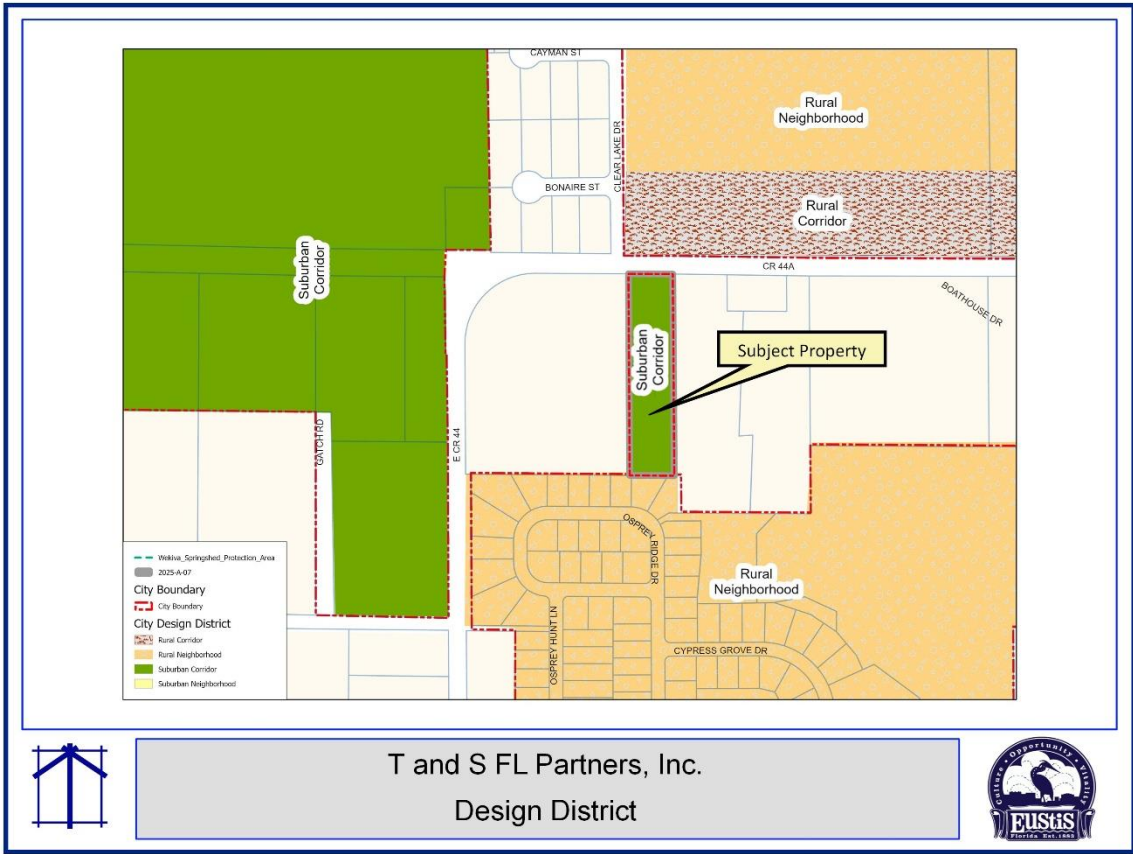 CAYMAN ST
CLEAR LAKE DR
BONAIRE ST
Rural
Neighborhood
Rural
Corridor
Suburban
Corridor
CR 44A
BOATHOUSE DR
Suburban
Corridor
Subject Property
GATCH RD
E CR 44
OSPREY RIDGE DR
Rural
Neighborhood
OSPREY HUNT LN
CYPRESS GROVE DR
Wekiva_Springshed_Protection_Area
2025-A-07
City Boundary
City Boundary
City Design District
Rural Corridor
Rural Neighborhood
Suburban Corridor
Suburban Neighborhood
T and S FL Partners, Inc.
Design District
Culture • Opportunity • Vitality
EUSTIS
Florida Est.1883